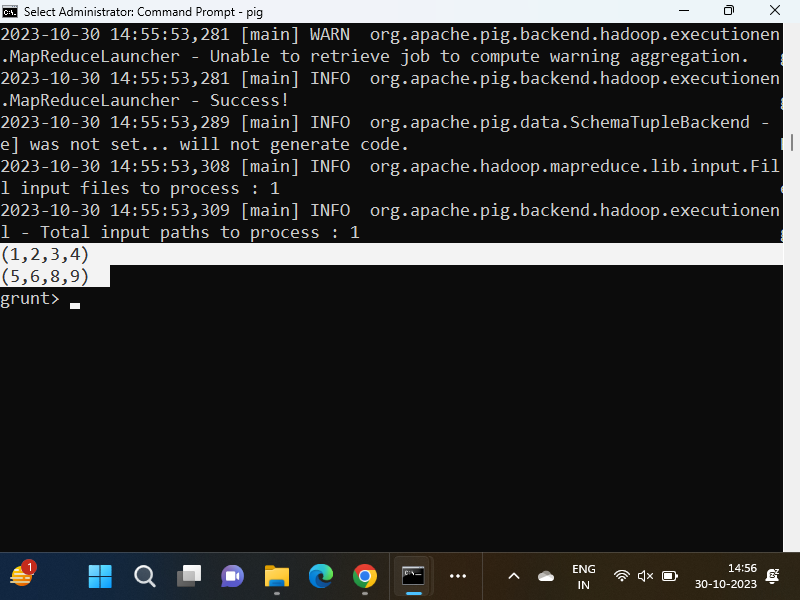 Select Administrator: Command Prompt - pig
2023-10-30 14:55:53,281 [main] WARN  org.apache.pig.backend.hadoop.executionen
.MapReduceLauncher - Unable to retrieve job to compute warning aggregation.
2023-10-30 14:55:53,281 [main] INFO  org.apache.pig.backend.hadoop.executionen
.MapReduceLauncher - Success!
2023-10-30 14:55:53,289 [main] INFO  org.apache.pig.data.SchemaTupleBackend -
e] was not set... will not generate code.
2023-10-30 14:55:53,308 [main] INFO  org.apache.hadoop.mapreduce.lib.input.Fil
l input files to process : 1
2023-10-30 14:55:53,309 [main] INFO  org.apache.pig.backend.hadoop.executionen
l - Total input paths to process : 1
(1,2,3,4)
(5,6,8,9)
grunt>
1
ENG
IN
14:56
30-10-2023